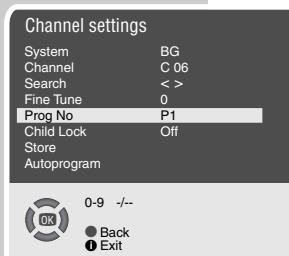 Channel settings
System BG
Channel C 06
Search < >
Fine Tune 0
Prog No P1
Child Lock Off
Store
Autoprogram
0-9 -/--
OK
Back
i Exit